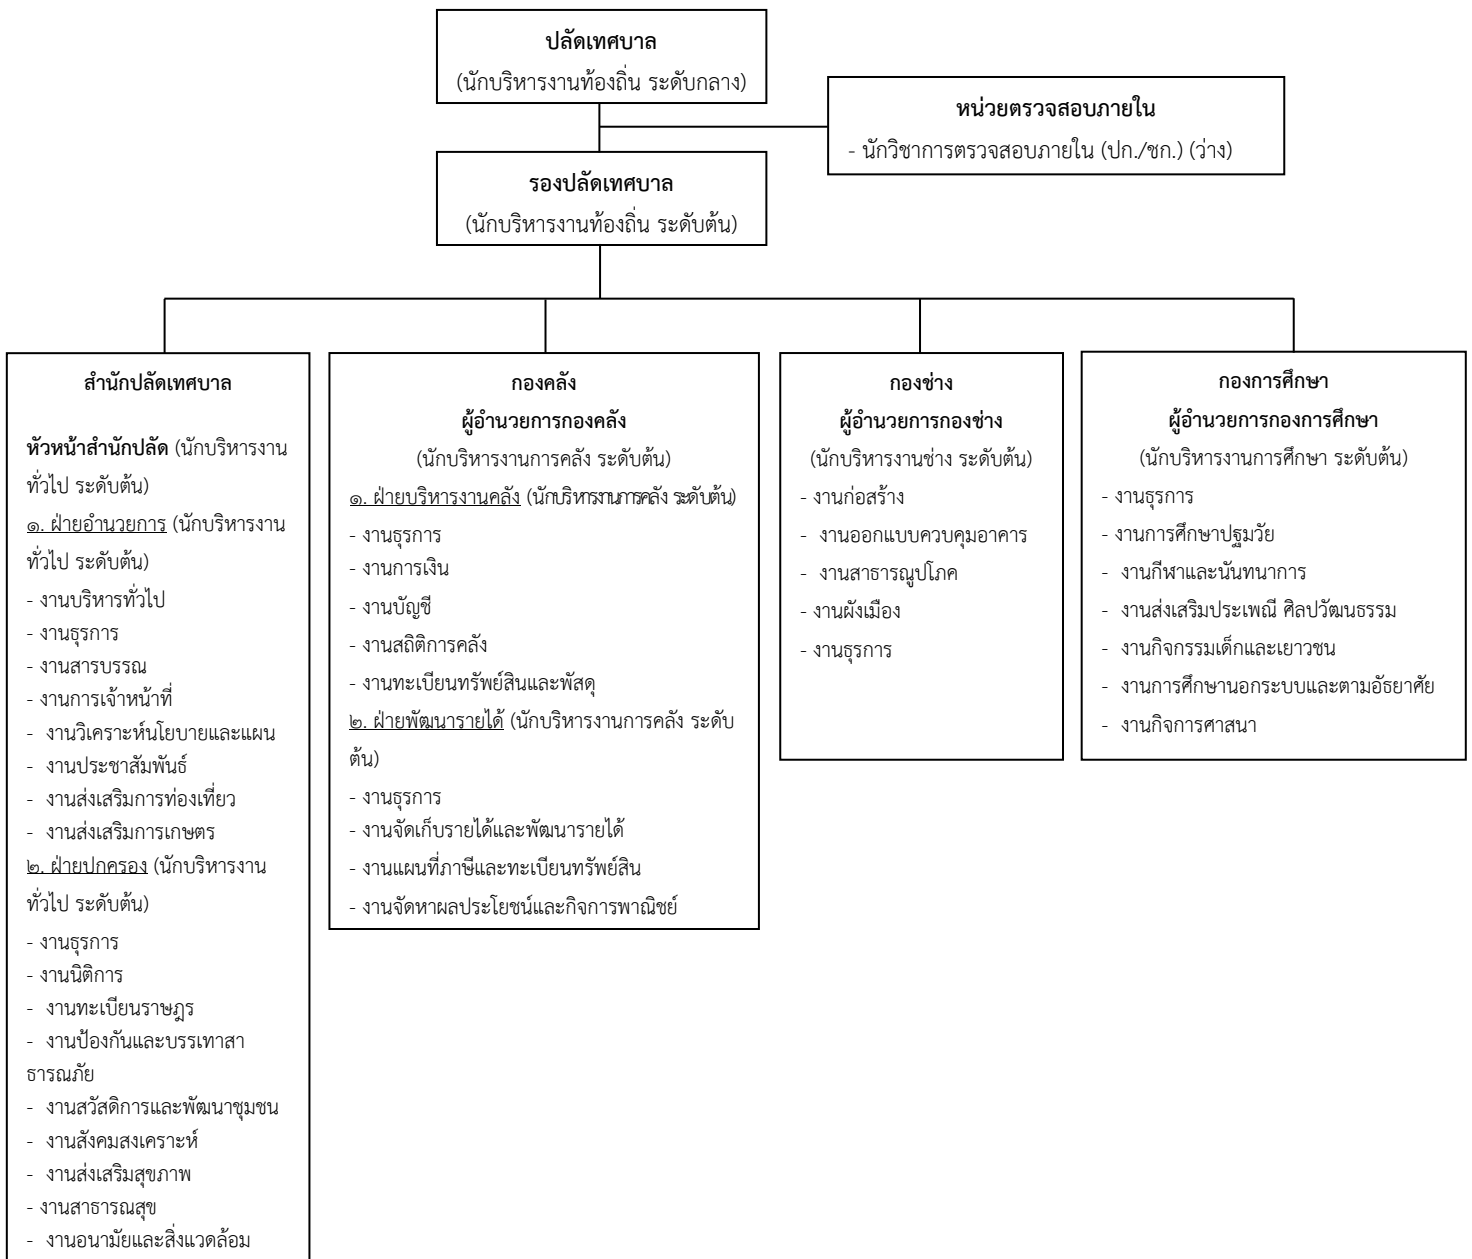 ปลัดเทศบาล
(นักบริหารงานท้องถิ่น ระดับกลาง)
หน่วยตรวจสอบภายใน
- นักวิชาการตรวจสอบภายใน (ปก./ชก.) (ว่าง)
รองปลัดเทศบาล
(นักบริหารงานท้องถิ่น ระดับต้น)
สำนักปลัดเทศบาล
หัวหน้าสำนักปลัด (นักบริหารงาน
ทั่วไป ระดับต้น)
๑. ฝ่ายอำนวยการ (นักบริหารงาน
ทั่วไป ระดับต้น)
- งานบริหารทั่วไป
- งานธุรการ
- งานสารบรรณ
- งานการเจ้าหน้าที่
- งานวิเคราะห์นโยบายและแผน
- งานประชาสัมพันธ์
- งานส่งเสริมการท่องเที่ยว
- งานส่งเสริมการเกษตร
๒. ฝ่ายปกครอง (นักบริหารงาน
ทั่วไป ระดับต้น)
- งานธุรการ
- งานนิติการ
- งานทะเบียนราษฎร
- งานป้องกันและบรรเทาสา
ธารณภัย
- งานสวัสดิการและพัฒนาชุมชน
- งานสังคมสงเคราะห์
- งานส่งเสริมสุขภาพ
- งานสาธารณสุข
- งานอนามัยและสิ่งแวดล้อม
กองคลัง
ผู้อำนวยการกองคลัง
(นักบริหารงานการคลัง ระดับต้น)
๑. ฝ่ายบริหารงานคลัง (นักบริหารงานการคลัง ระดับต้น)
- งานธุรการ
- งานการเงิน
- งานบัญชี
- งานสถิติการคลัง
- งานทะเบียนทรัพย์สินและพัสดุ
๒. ฝ่ายพัฒนารายได้ (นักบริหารงานการคลัง ระดับ
ต้น)
- งานธุรการ
- งานจัดเก็บรายได้และพัฒนารายได้
- งานแผนที่ภาษีและทะเบียนทรัพย์สิน
- งานจัดหาผลประโยชน์และกิจการพาณิชย์
กองช่าง
ผู้อำนวยการกองช่าง
(นักบริหารงานช่าง ระดับต้น)
- งานก่อสร้าง
- งานออกแบบควบคุมอาคาร
- งานสาธารณูปโภค
- งานผังเมือง
- งานธุรการ
กองการศึกษา
ผู้อำนวยการกองการศึกษา
(นักบริหารงานการศึกษา ระดับต้น)
- งานธุรการ
- งานการศึกษาปฐมวัย
- งานกีฬาและนันทนาการ
- งานส่งเสริมประเพณี ศิลปวัฒนธรรม
- งานกิจกรรมเด็กและเยาวชน
- งานการศึกษานอกระบบและตามอัธยาศัย
- งานกิจการศาสนา